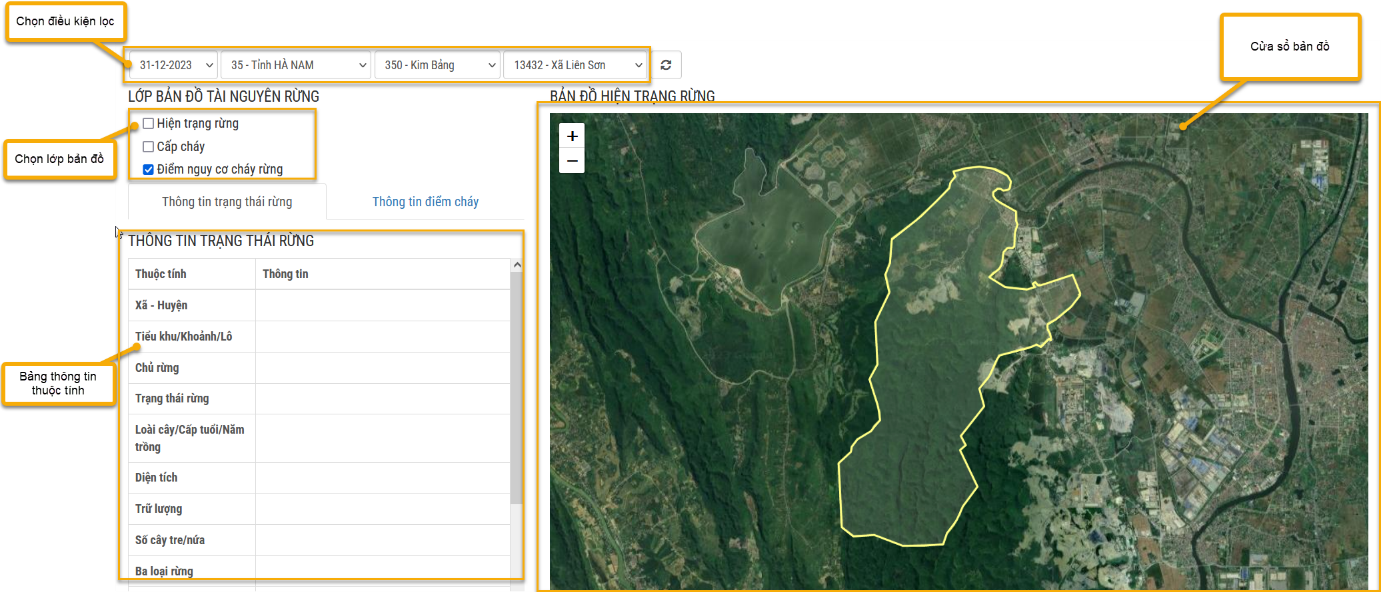 Chọn điều kiện lọc
Cửa sổ bản đồ
31-12-2023
35 - Tỉnh HÀ NAM
350 - Kim Bảng
13432 - Xã Liên Sơn
LỚP BẢN ĐỒ TÀI NGUYÊN RỪNG
BẢN ĐỒ HIỆN TRẠNG RỪNG
Hiện trạng rừng
Cấp cháy
Điểm nguy cơ cháy rừng
Chọn lớp bản đồ
+
−
Thông tin trạng thái rừng
Thông tin điểm cháy
THÔNG TIN TRẠNG THÁI RỪNG
Thuộc tính
Thông tin
Xã - Huyện
Tiểu khu/Khoảnh/Lô
Chủ rừng
Bảng thông tin
thuộc tính
Trạng thái rừng
Loài cây/Cấp tuổi/Năm
trồng
Diện tích
Trữ lượng
Số cây tre/nứa
Ba loại rừng